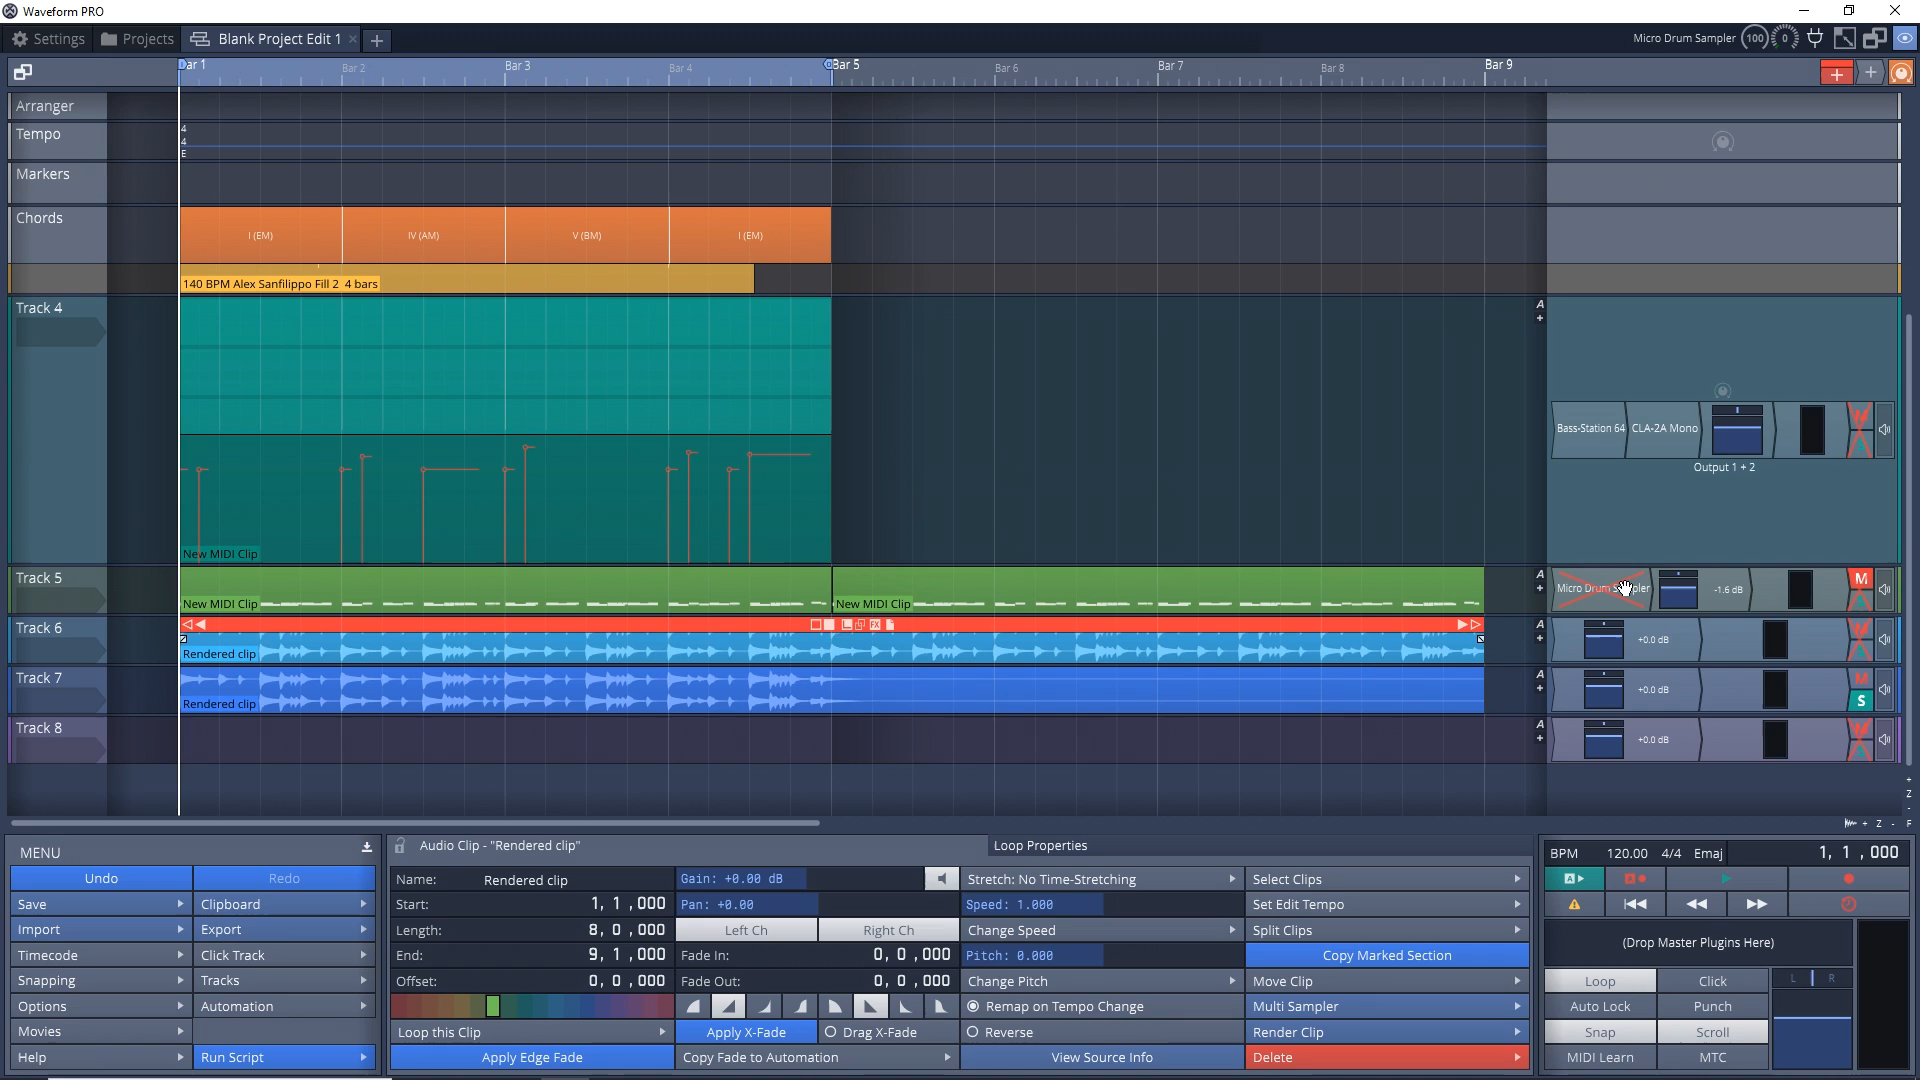 Waveform PRO
Settings
Projects
Blank Project Edit 1
Micro Drum Sampler
100
0
Bar 1
Bar 2
Bar 3
Bar 4
Bar 5
Bar 6
Bar 7
Bar 8
Bar 9
Arranger
Tempo
4
4
E
Markers
Chords
I (EM)
IV (AM)
V (BM)
I (EM)
140 BPM Alex Sanfilippo Fill 2 4 bars
Track 4
A
Bass-Station 64
CLA-2A Mono
M
Output 1 + 2
New MIDI Clip
Track 5
New MIDI Clip
New MIDI Clip
A
-1.6 dB
M
Track 6
FX
Rendered clip
A
+0.0 dB
M
Track 7
Rendered clip
A
+0.0 dB
M
S
Track 8
A
+0.0 dB
M
+
Z
-
+ Z - F
MENU
Undo
Redo
Save
Clipboard
Import
Export
Timecode
Click Track
Snapping
Tracks
Options
Automation
Movies
Help
Run Script
Audio Clip - "Rendered clip"
Name: Rendered clip
Start: 1, 1 ,000
Length: 8, 0 ,000
End: 9, 1 ,000
Offset: 0, 0 ,000
Loop this Clip
Apply Edge Fade
Gain: +0.00 dB
Pan: +0.00
Left Ch
Right Ch
Fade In: 0, 0 ,000
Fade Out: 0, 0 ,000
Apply X-Fade
Drag X-Fade
Copy Fade to Automation
Loop Properties
Stretch: No Time-Stretching
Speed: 1.000
Change Speed
Pitch: 0.000
Change Pitch
Remap on Tempo Change
Reverse
View Source Info
Select Clips
Set Edit Tempo
Split Clips
Copy Marked Section
Move Clip
Multi Sampler
Render Clip
Delete
BPM 120.00 4/4 Emaj 1, 1 ,000
A
(Drop Master Plugins Here)
Loop
Click
L R
Auto Lock
Punch
Snap
Scroll
MIDI Learn
MTC